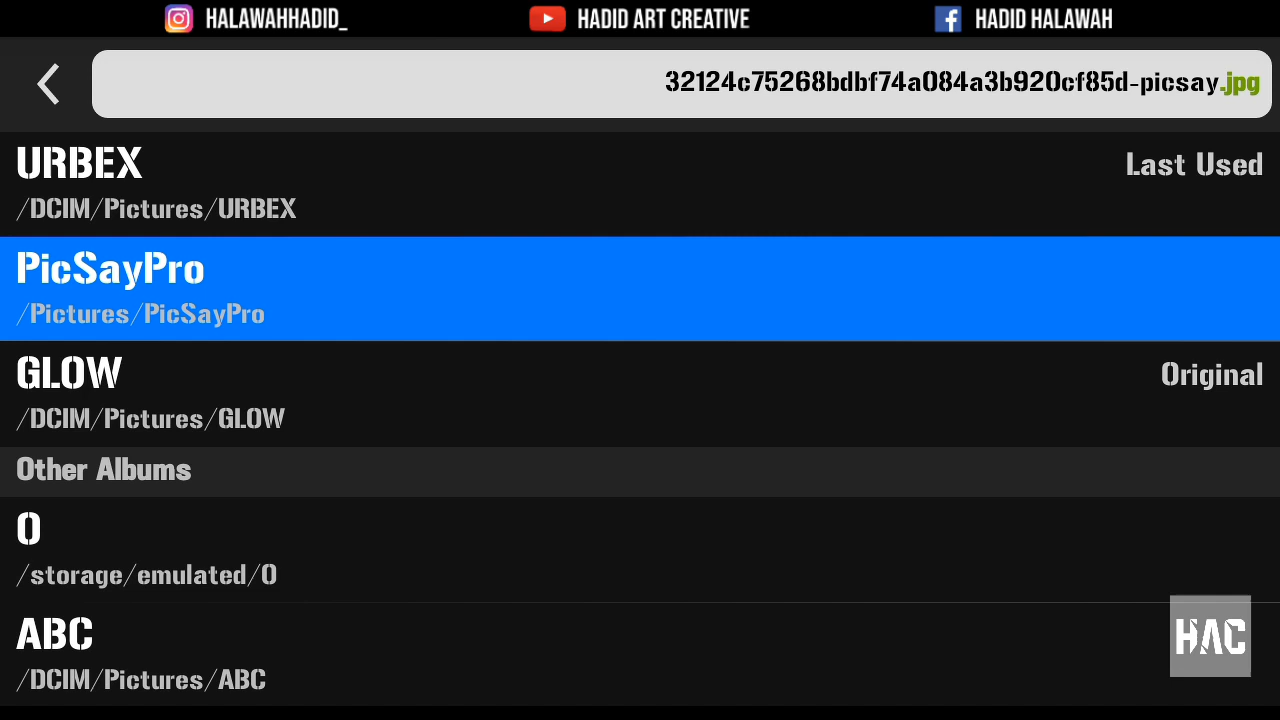 HALAWAHHADID_ HADID ART CREATIVE HADID HALAWAH
32124c75268bdbf74a084a3b920cf85d-picsay.jpg
URBEX Last Used
/DCIM/Pictures/URBEX
PicSayPro
/Pictures/PicSayPro
GLOW Original
/DCIM/Pictures/GLOW
Other Albums
0
/storage/emulated/0
ABC
HAC
/DCIM/Pictures/ABC